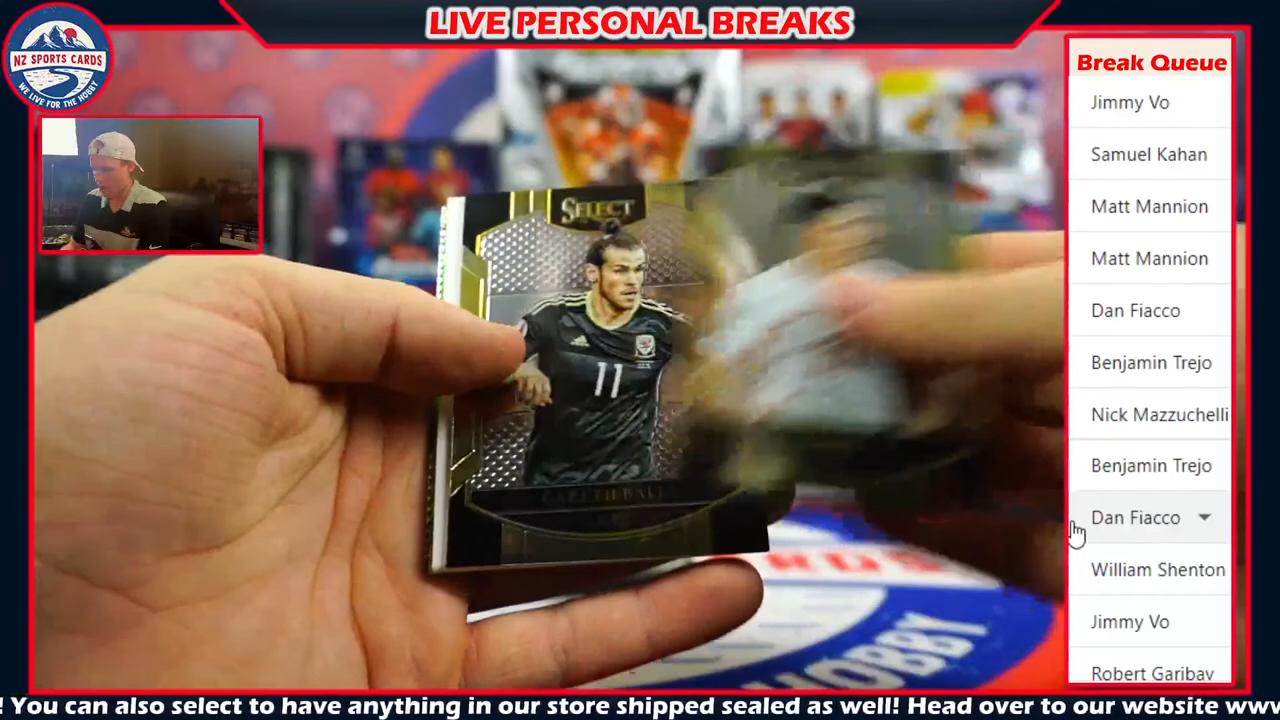 LIVE PERSONAL BREAKS
NZ SPORTS CARDS
WE LIVE FOR THE HOBBY
Break Queue
Jimmy Vo
Samuel Kahan
Matt Mannion
Matt Mannion
Dan Fiacco
Benjamin Trejo
Nick Mazzuchelli
Benjamin Trejo
Dan Fiacco
William Shenton
Jimmy Vo
Robert Garibay
SELECT
11
GARETH BALE
HOBBY
! You can also select to have anything in our store shipped sealed as well! Head over to our website www